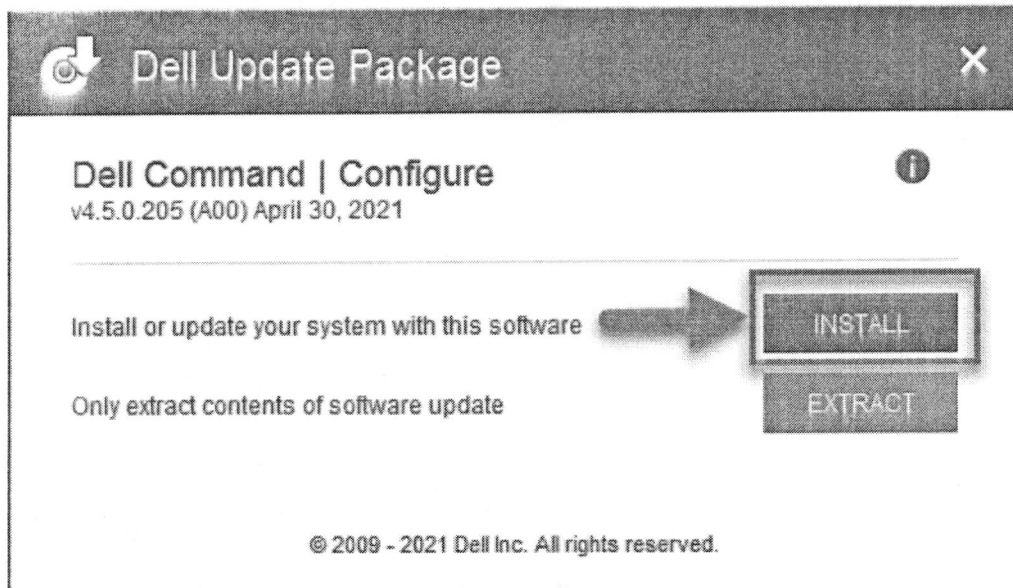 Dell Update Package
Dell Command | Configure
v4.5.0.205 (A00) April 30, 2021
Install or update your system with this software
INSTALL
Only extract contents of software update
EXTRACT
© 2009 - 2021 Dell Inc. All rights reserved.